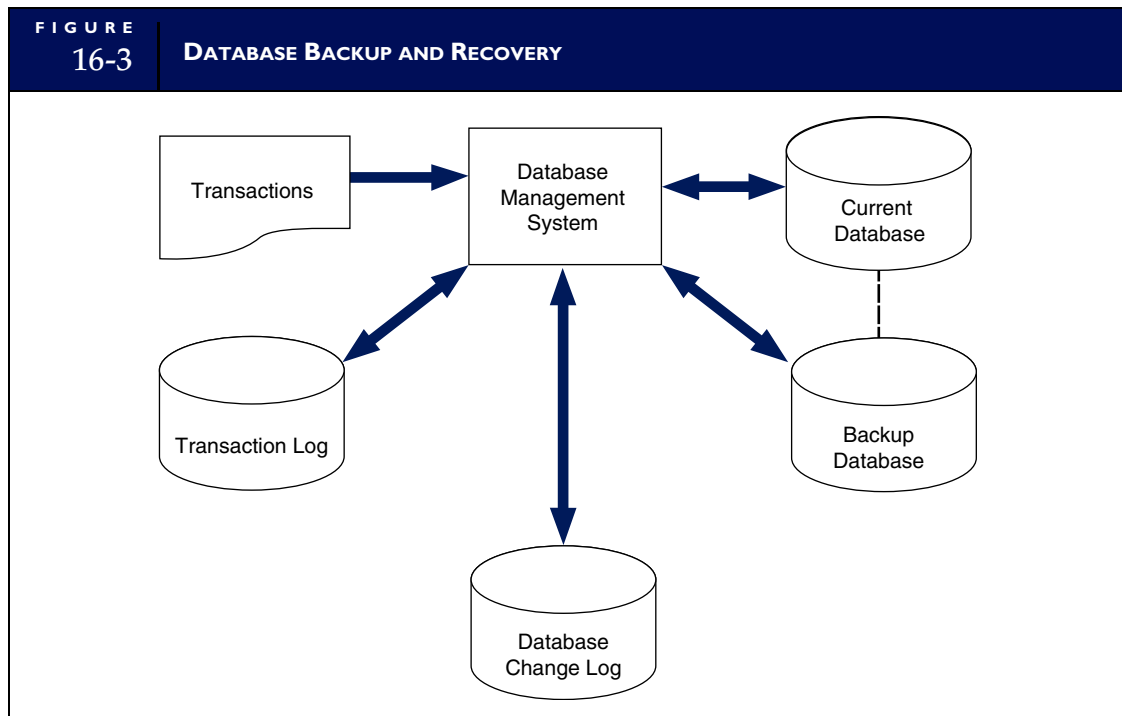 FIGURE
16-3
DATABASE BACKUP AND RECOVERY
Transactions
Database
Management
System
Current
Database
Transaction Log
Backup
Database
Database
Change Log